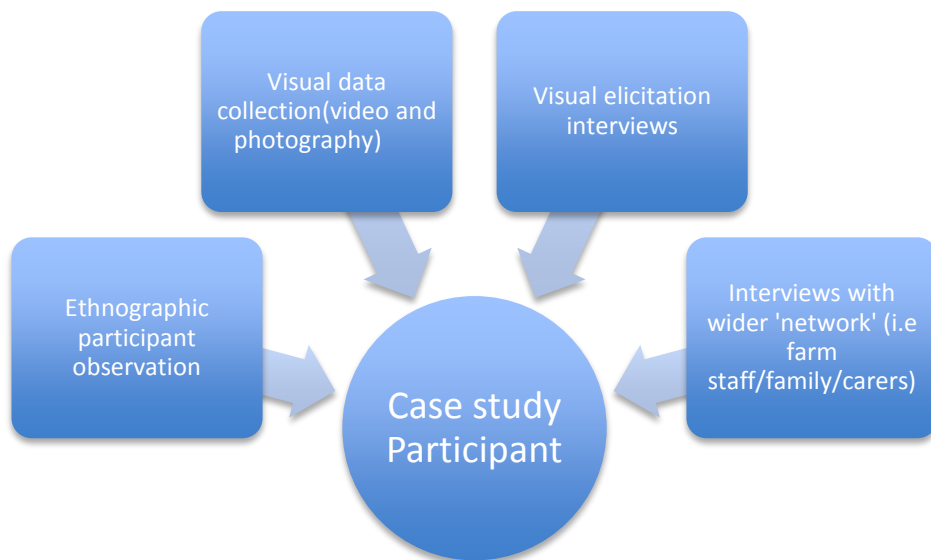 Visual data
collection(video and
photography)
Visual elicitation
interviews
Ethnographic
participant
observation
Interviews with
wider 'network' (i.e
farm
staff/family/carers)
Case study
Participant